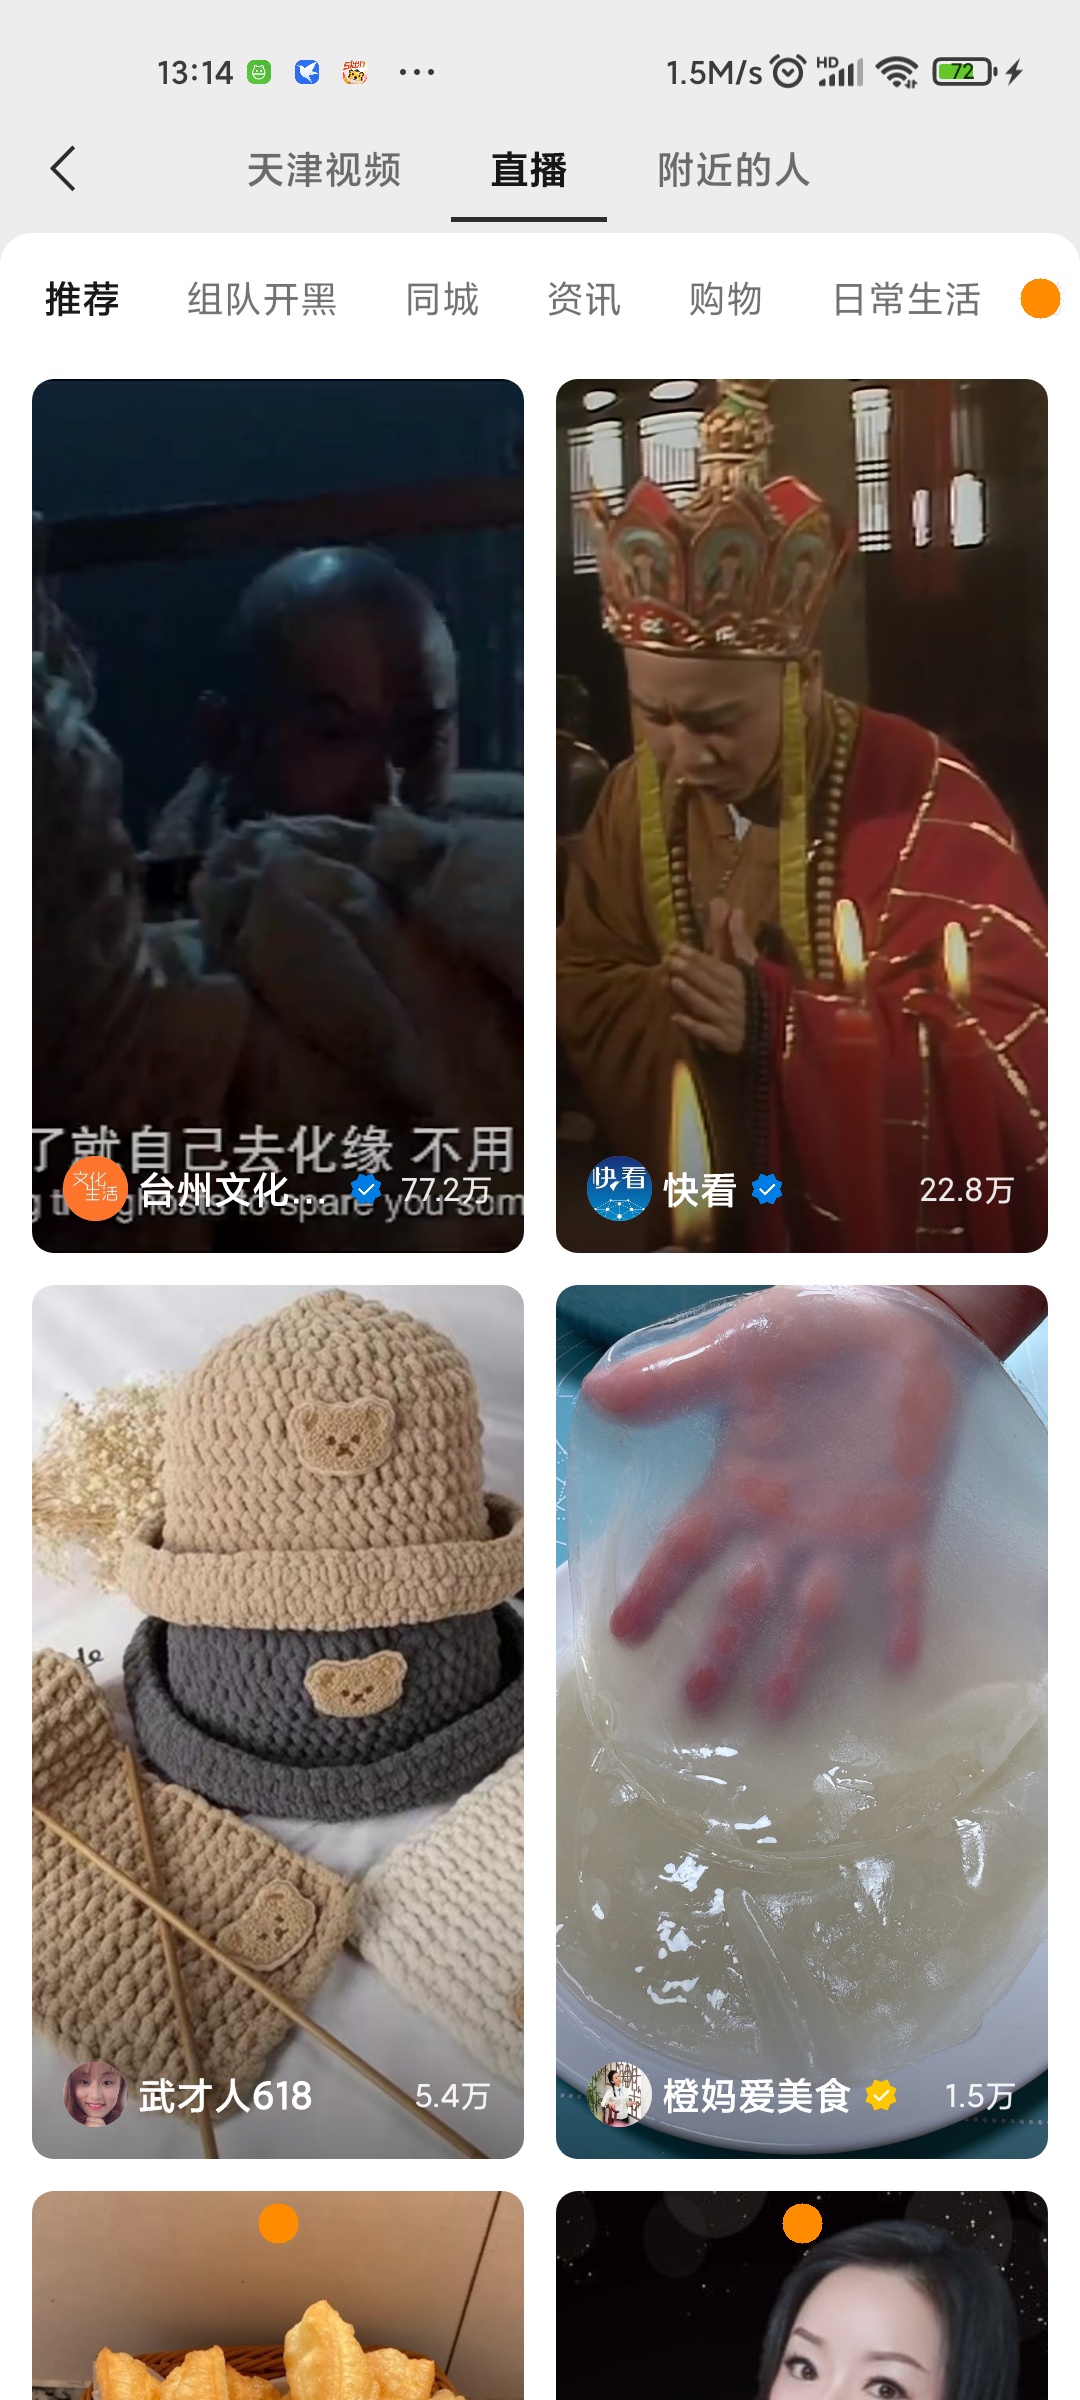 13:14
1.5M/s
HD
72
天津视频
直播
附近的人
推荐
组队开黑
同城
资讯
购物
日常生活
了就自己去化缘 不用
文化
生活
台州文化...
77.2万
to spare you som
快看
快看
22.8万
武才人618
5.4万
橙妈爱美食
1.5万